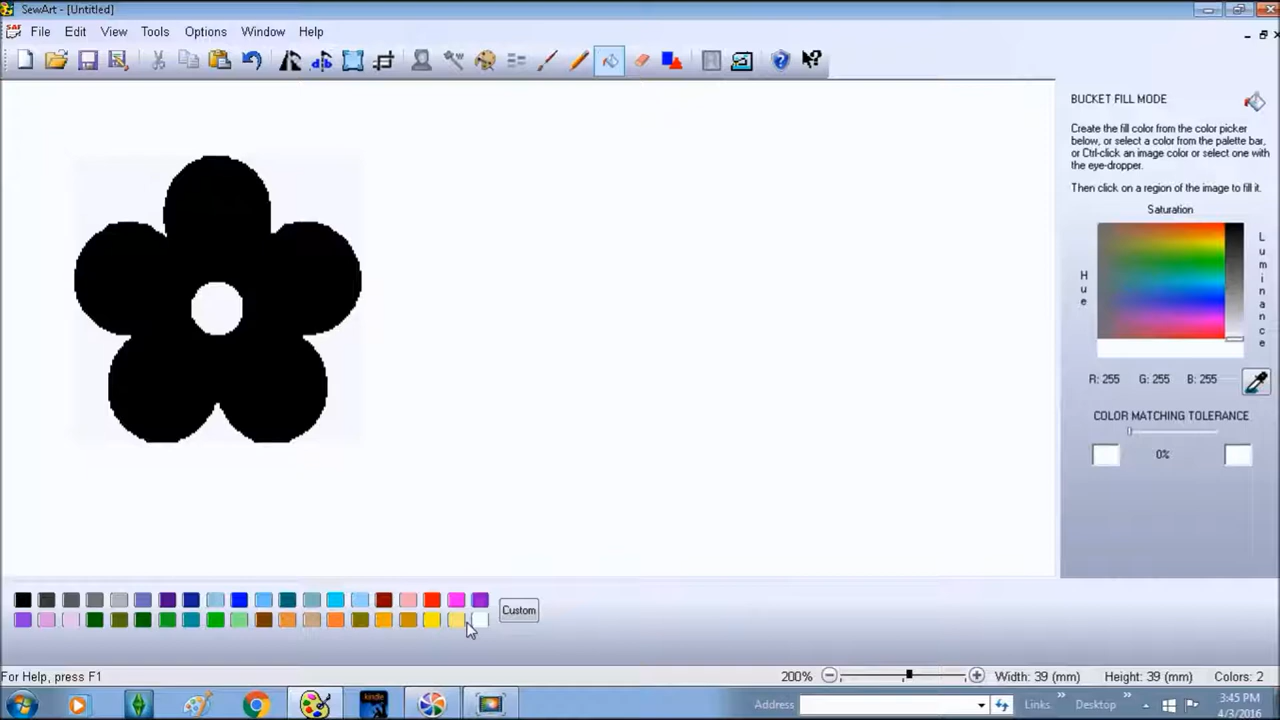 SewArt - [Untitled]
File Edit View Tools Options Window Help
BUCKET FILL MODE
Create the fill color from the color picker
below, or select a color from the palette bar,
or Ctrl-click an image color or select one with
the eye-dropper.
Then click on a region of the image to fill it.
Saturation
Hue
Luminance
R: 255 G: 255 B: 255
COLOR MATCHING TOLERANCE
0%
Custom
For Help, press F1
200%
Width: 39 (mm) Height: 39 (mm) Colors: 2
kindle
Address
Links
Desktop
3:45 PM
4/3/2016